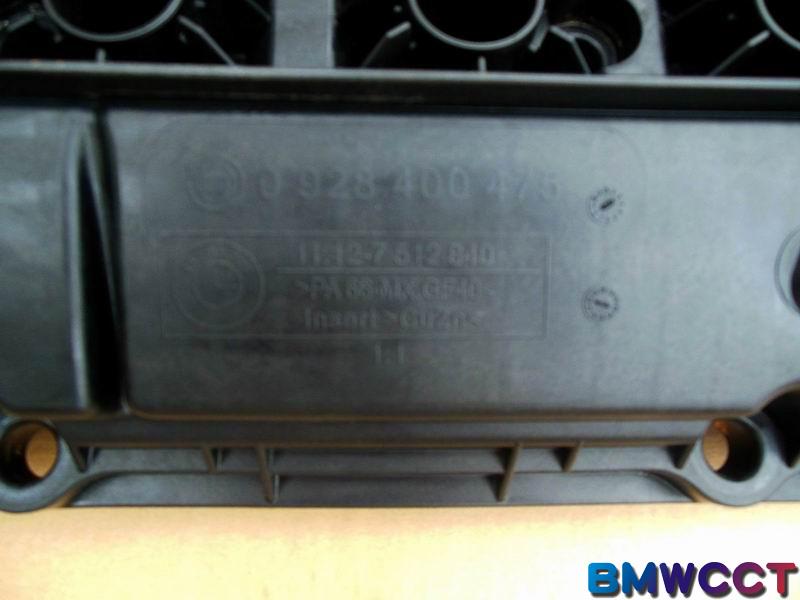 0 928 400 475
11.12-7 512 840
>PA 66-MX GF40<
Insert >CuZn<
1.1
BMWCCT